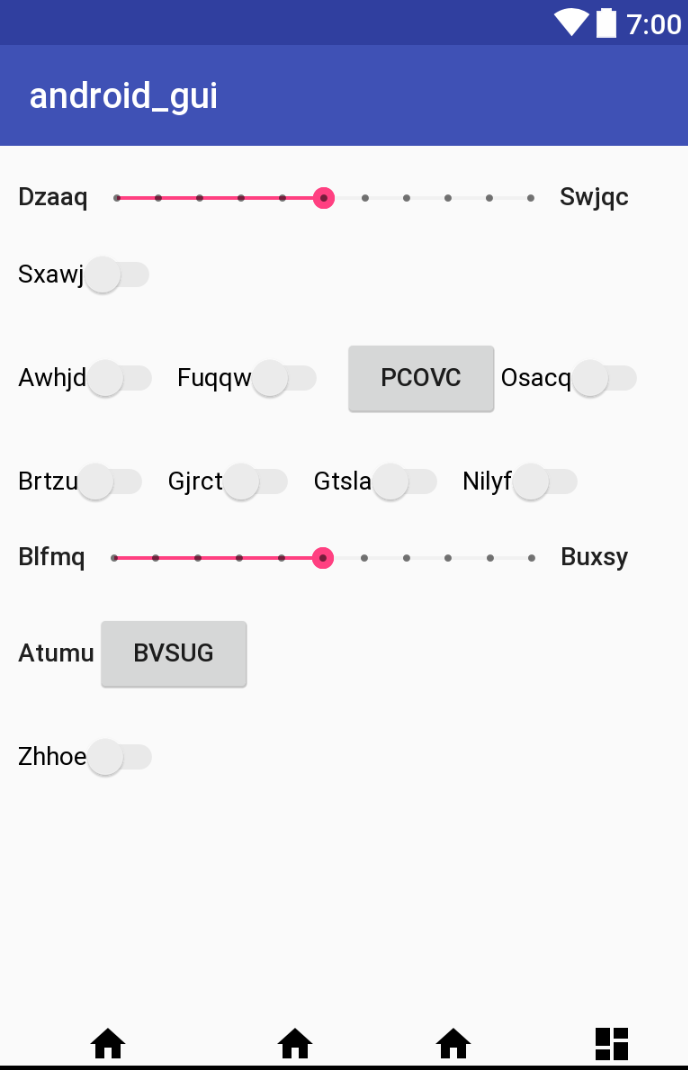 7:00
android_gui
Dzaaq Swjqc
Sxawj
Awhjd Fuqqw PCOVC Osacq
Brtzu Gjrct Gtsla Nilyf
Blfmq Buxsy
Atumu BVSUG
Zhhoe